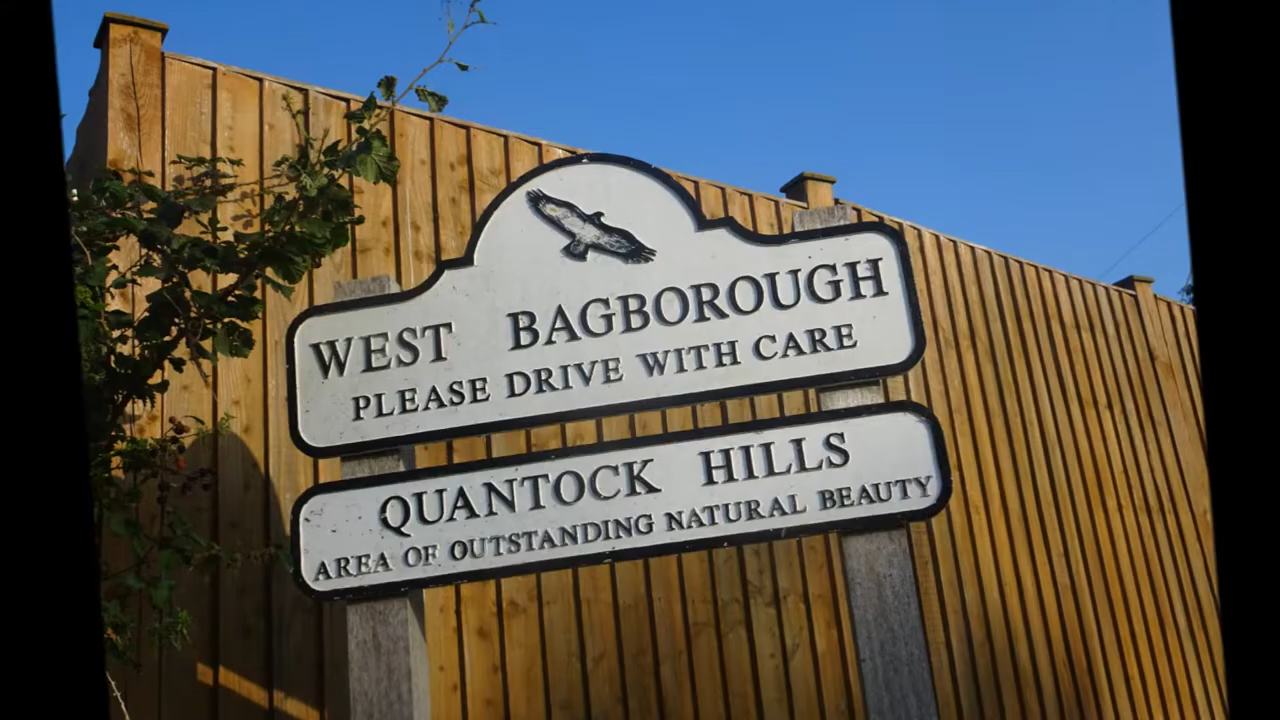 WEST BAGBOROUGH
PLEASE DRIVE WITH CARE
QUANTOCK HILLS
AREA OF OUTSTANDING NATURAL BEAUTY